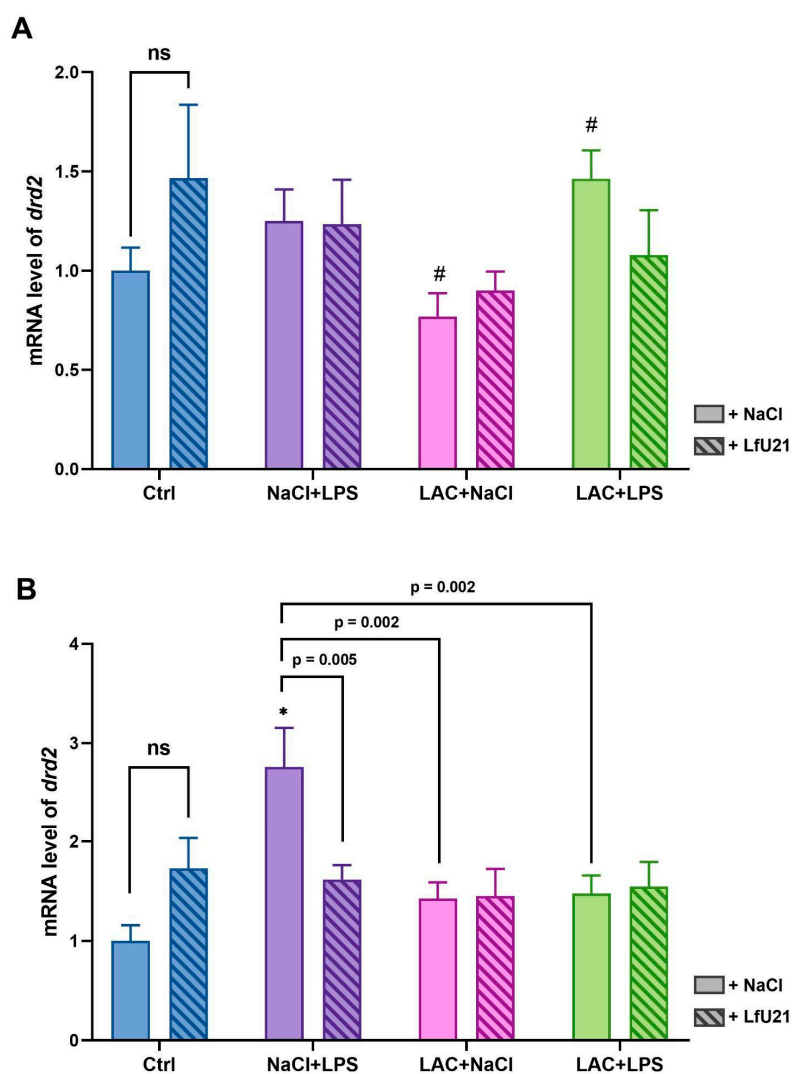 A
ns
2.0
1.5
1.0
0.5
0.0
mRNA level of drd2
#
#
+ NaCl
+ LfU21
Ctrl NaCl+LPS LAC+NaCl LAC+LPS
B
p = 0.002
p = 0.002
p = 0.005
*
ns
4
3
2
1
0
mRNA level of drd2
+ NaCl
+ LfU21
Ctrl NaCl+LPS LAC+NaCl LAC+LPS